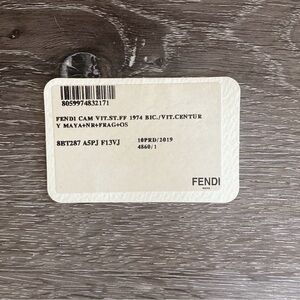 8059974832171
FENDI CAM VIT.ST.FF 1974 BIC./VIT.CENTUR
Y MAYA+NR+FRAG+OS
8BT287 A5PJ F13VJ
10PRD/2019
4860/1
FENDI
ROMA